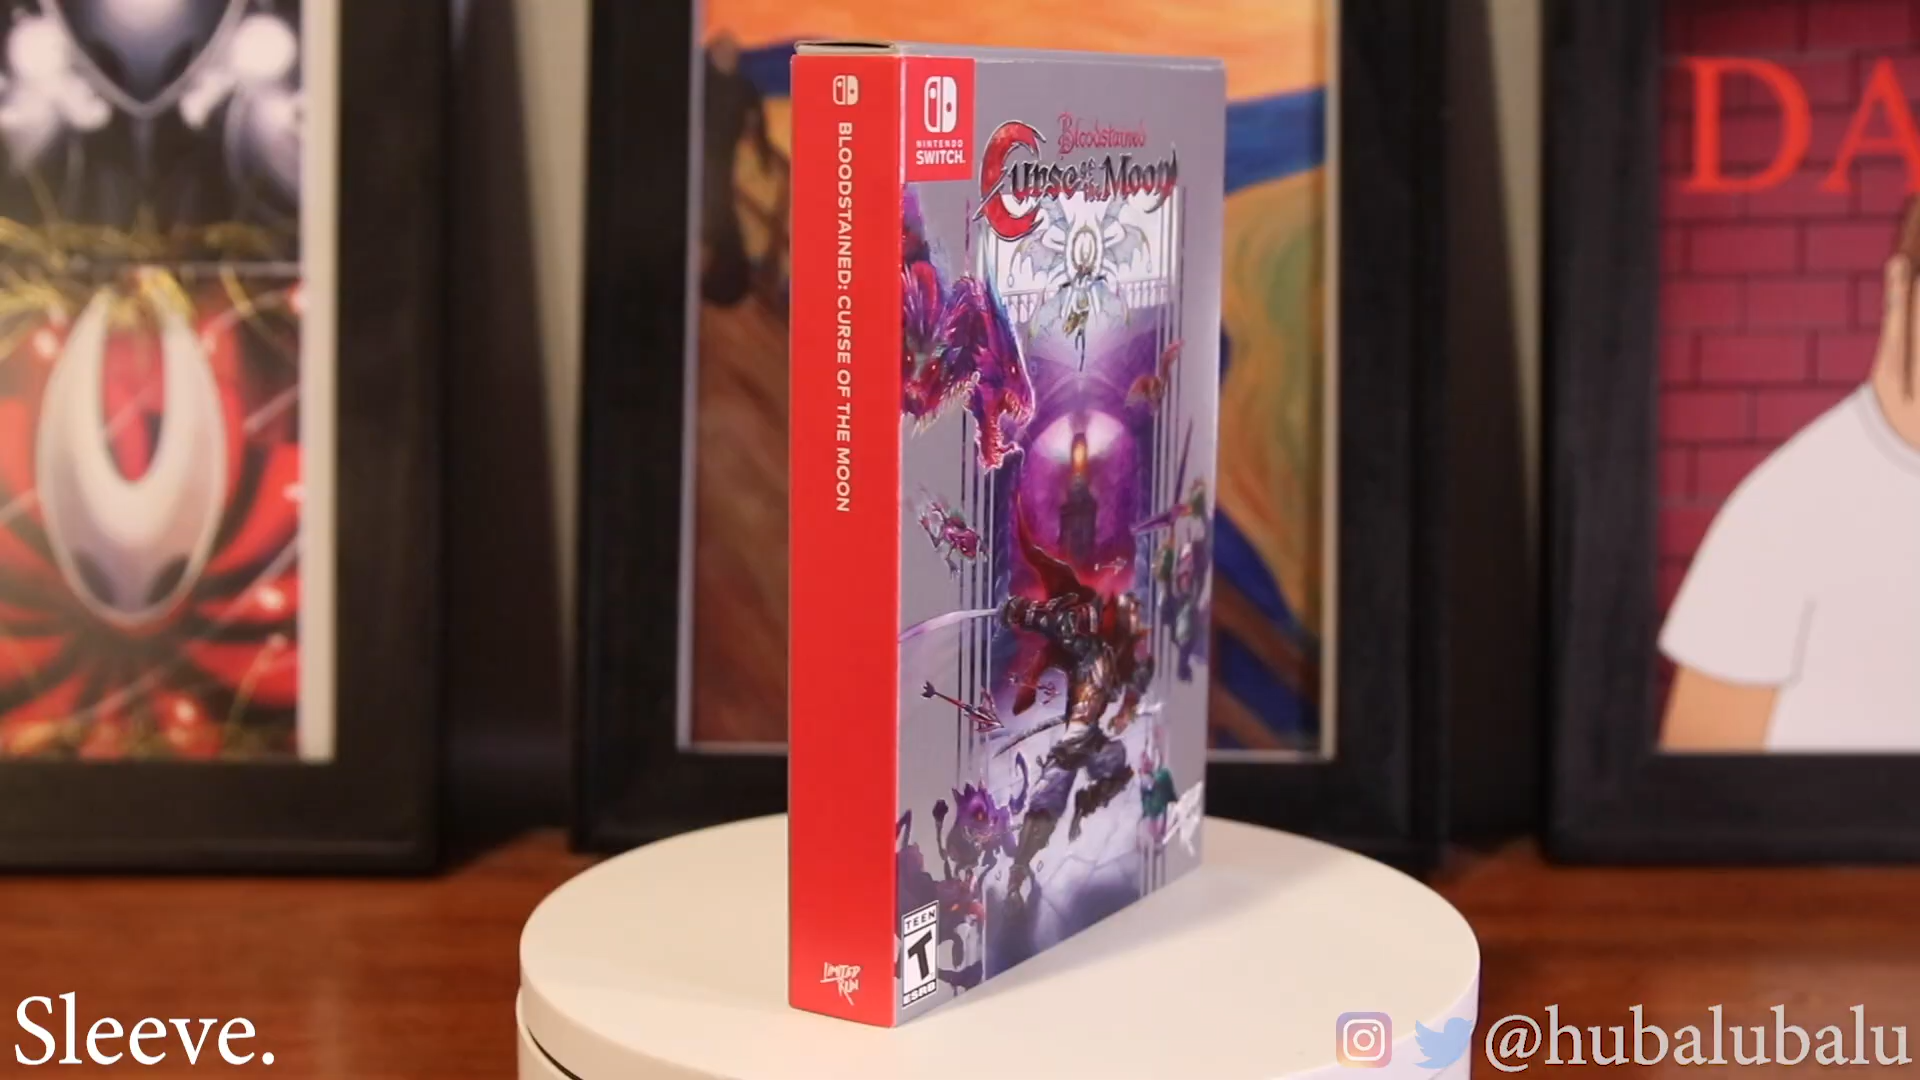 BLOODSTAINED: CURSE OF THE MOON
LIMITED
RUN
NINTENDO
SWITCH.
Bloodstained
Curse of the Moon
TEEN
T
ESRB
DA
Sleeve.
@hubalubalu